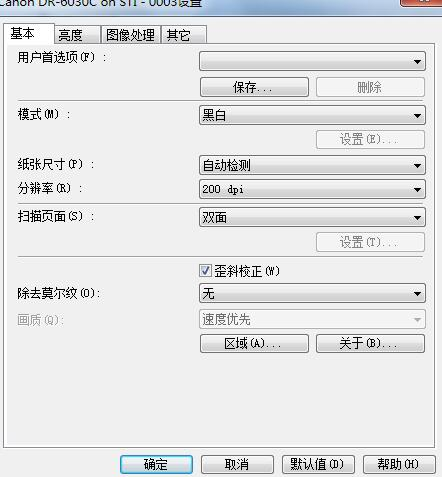 Canon DR-6030C on STI - 0003设置
基本 亮度 图像处理 其它
用户首选项(F) :
保存... 删除
模式(M) : 黑白
设置(E)...
纸张尺寸(P) : 自动检测
分辨率(R) : 200 dpi
扫描页面(S) : 双面
设置(T)...
歪斜校正(W)
除去莫尔纹(O): 无
画质(Q): 速度优先
区域(A)... 关于(B)...
确定 取消 默认值(D) 帮助(H)